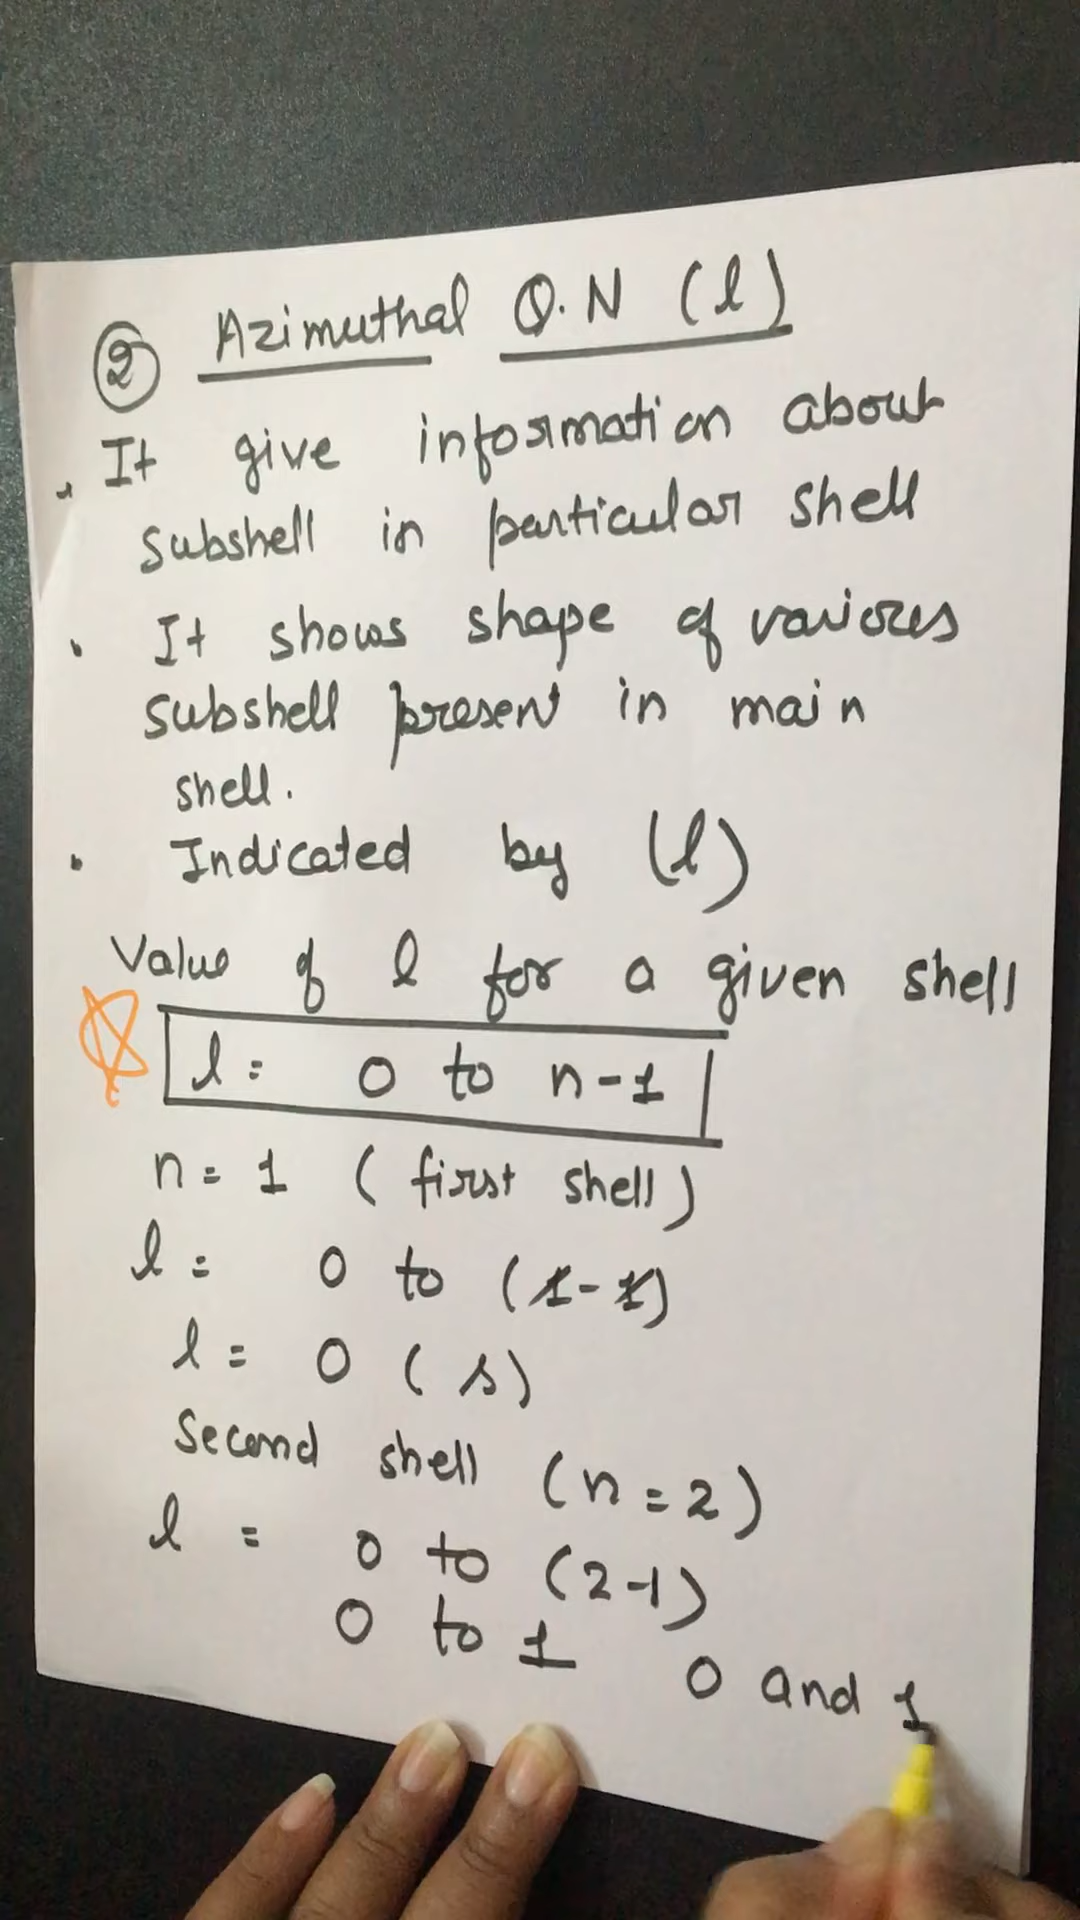 ② Azimuthal Q.N (l)
• It give information about
subshell in particular shell
• It shows shape of various
subshell present in main
shell.
• Indicated by (l)
Value of l for a given shell
l = 0 to n-1
n = 1 (first shell)
l = 0 to (1-1)
l = 0 (s)
Second shell (n = 2)
l = 0 to (2-1)
0 to 1 0 and 1